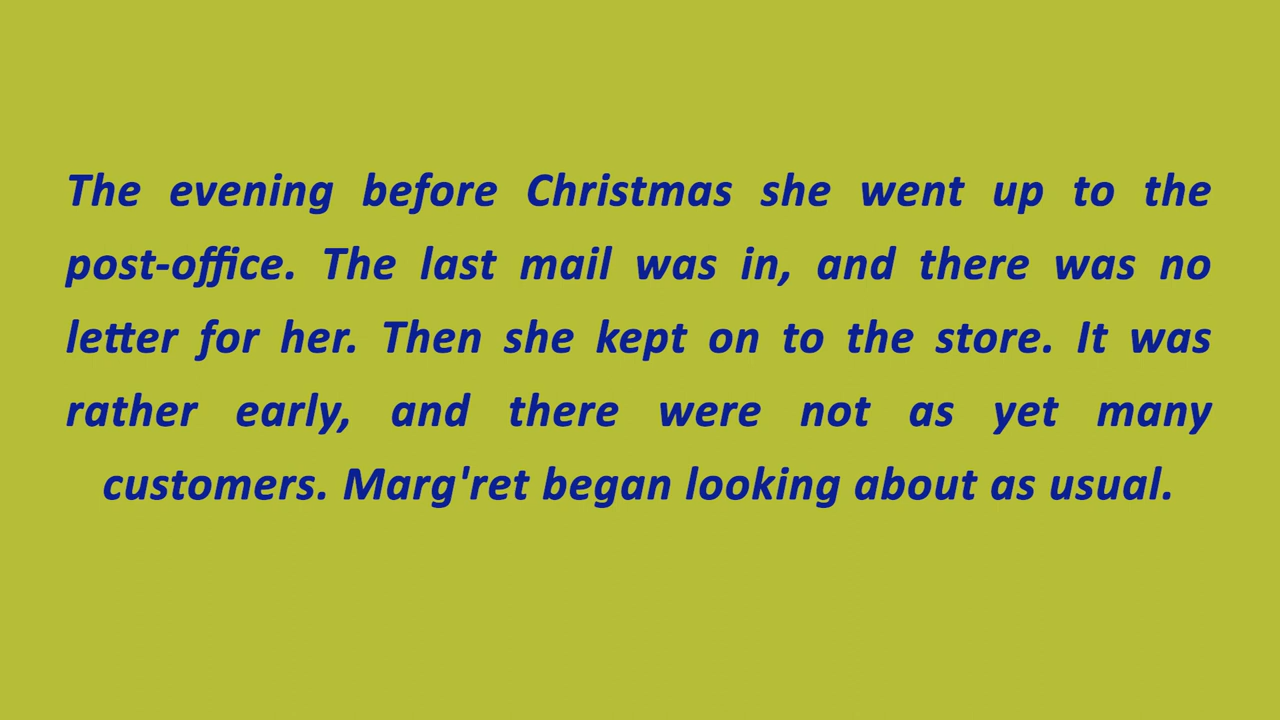 The evening before Christmas she went up to the
post-office. The last mail was in, and there was no
letter for her. Then she kept on to the store. It was
rather early, and there were not as yet many
customers. Marg'ret began looking about as usual.